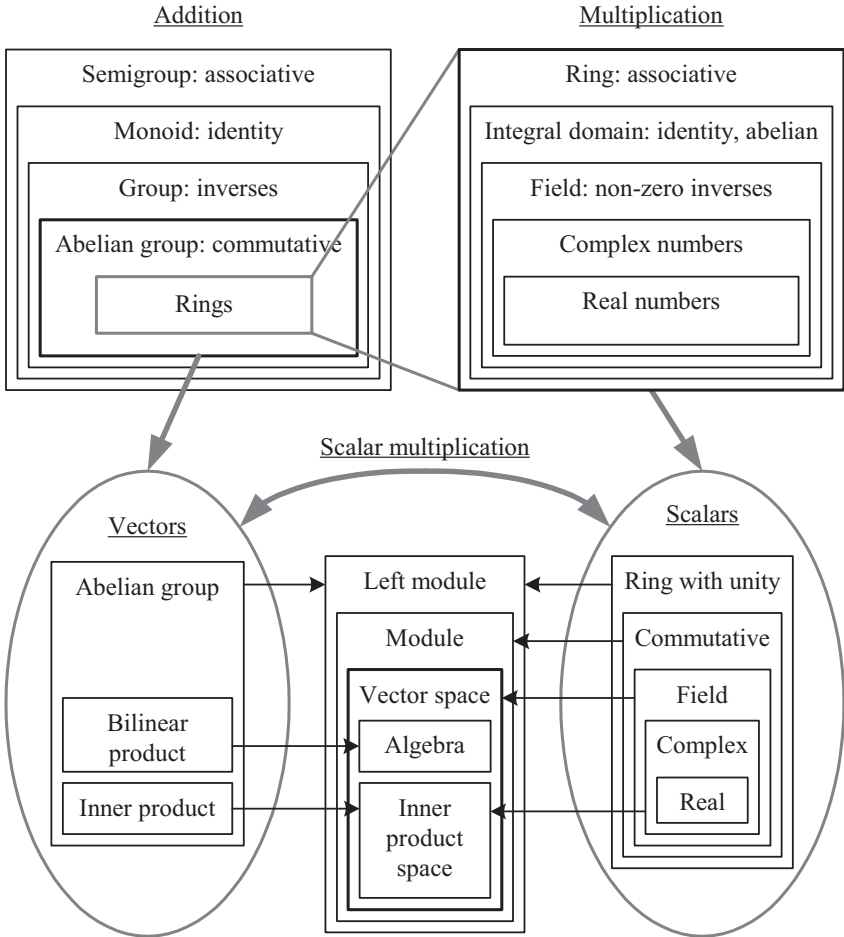 Addition
Semigroup: associative
Monoid: identity
Group: inverses
Abelian group: commutative
Rings
Multiplication
Ring: associative
Integral domain: identity, abelian
Field: non-zero inverses
Complex numbers
Real numbers
Scalar multiplication
Vectors
Abelian group
Bilinear
product
Inner product
Left module
Module
Vector space
Algebra
Inner
product
space
Scalars
Ring with unity
Commutative
Field
Complex
Real